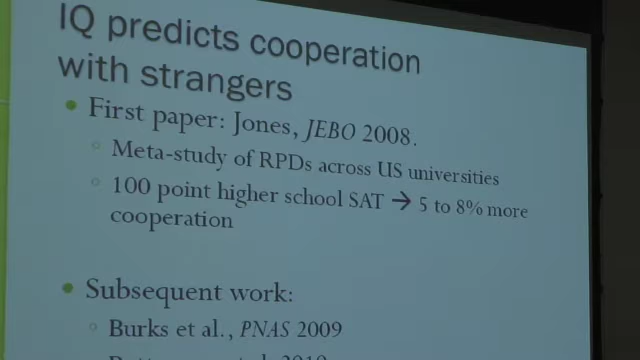 IQ predicts cooperation
with strangers
First paper: Jones, JEBO 2008.
Meta-study of RPDs across US universities
100 point higher school SAT → 5 to 8% more
cooperation
Subsequent work:
Burks et al., PNAS 2009